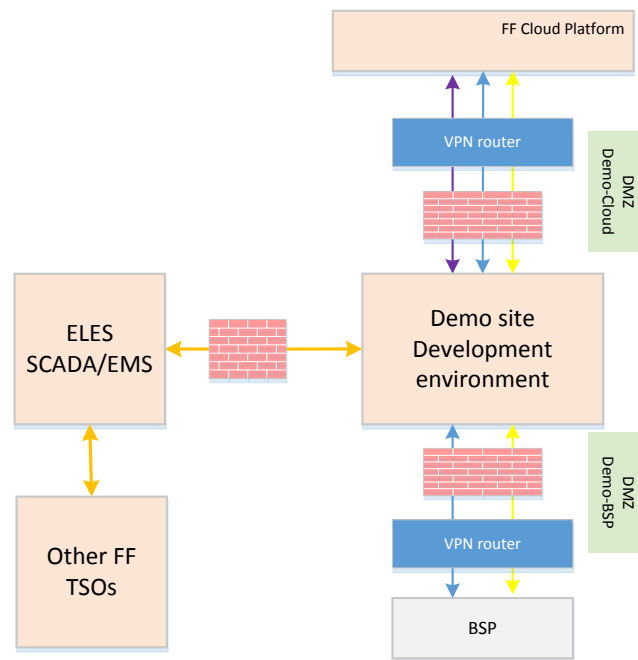 FF Cloud Platform
VPN router
DMZ
Demo-Cloud
ELES
SCADA/EMS
Demo site
Development
environment
DMZ
Demo-BSP
Other FF
TSOs
VPN router
BSP